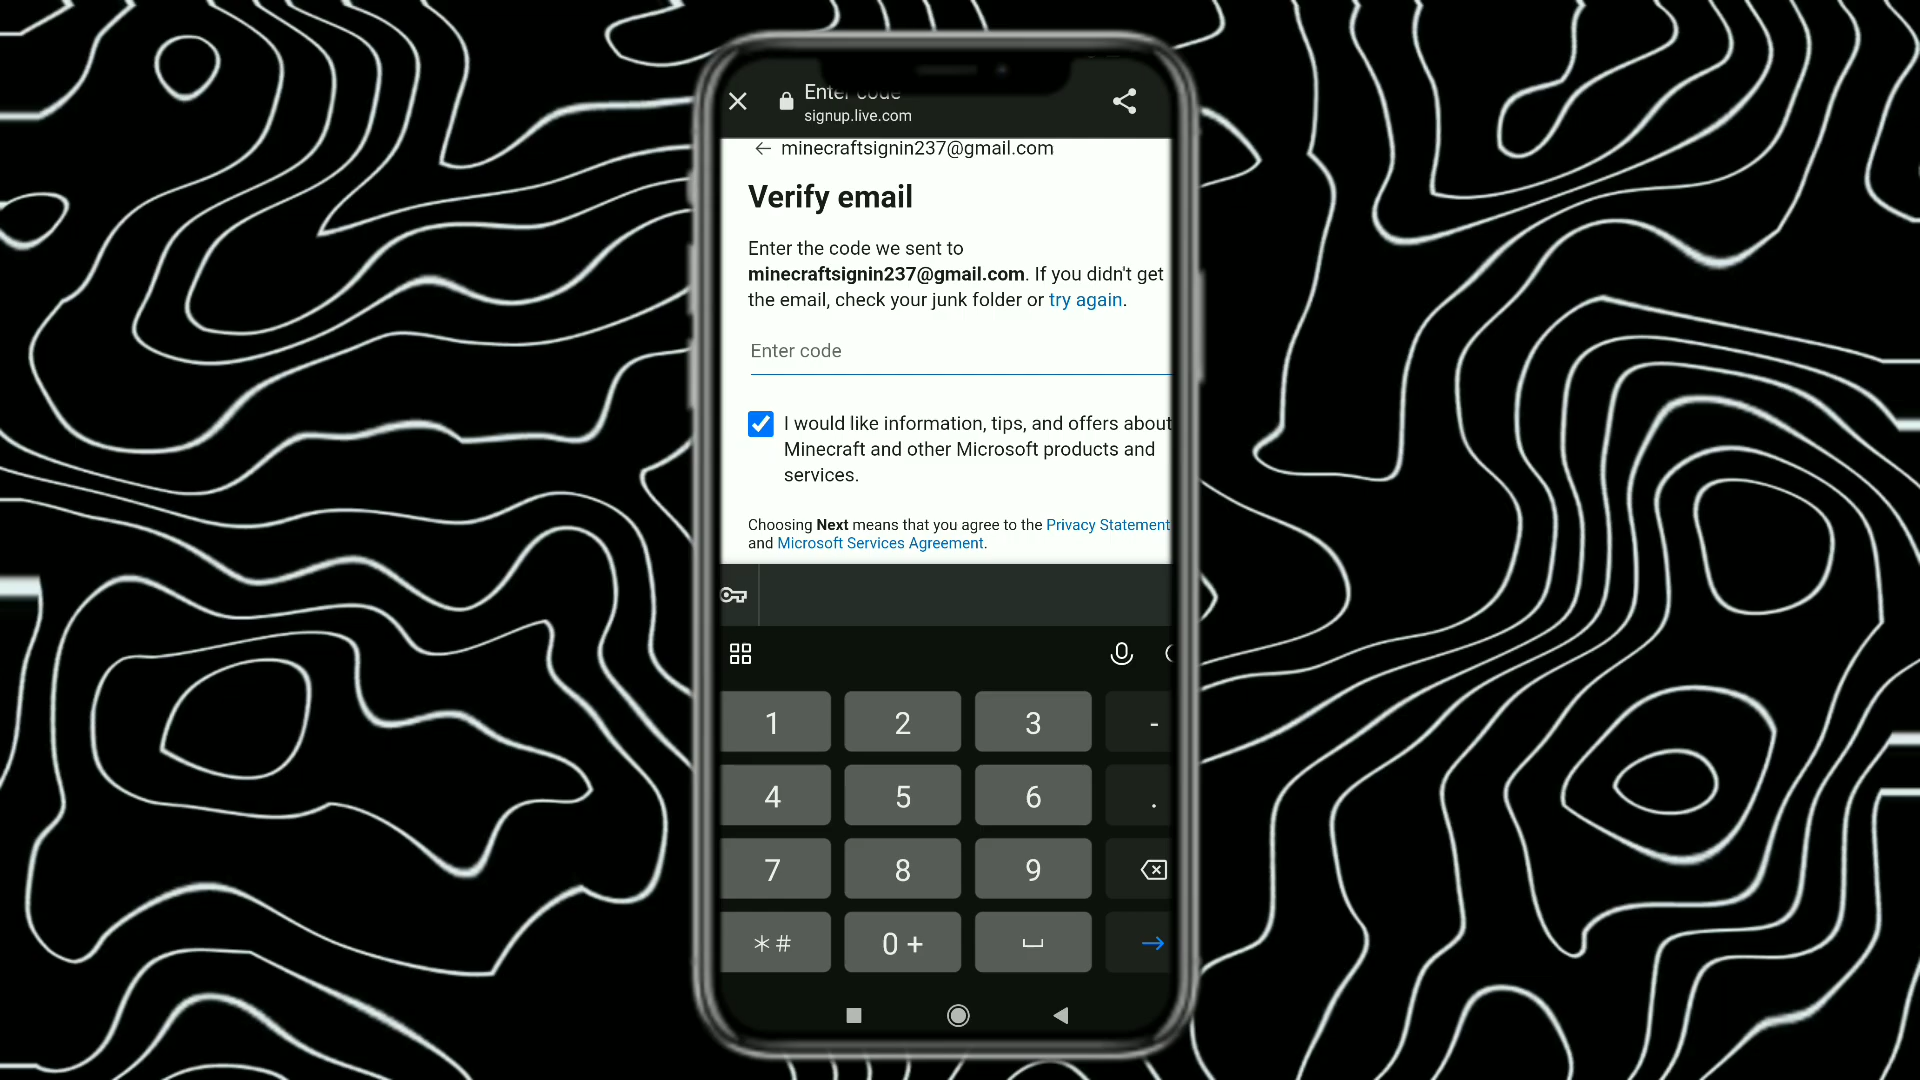 Enter code
signup.live.com
minecraftsignin237@gmail.com
Verify email
Enter the code we sent to
minecraftsignin237@gmail.com. If you didn't get
the email, check your junk folder or try again.
Enter code
I would like information, tips, and offers about
Minecraft and other Microsoft products and
services.
Choosing Next means that you agree to the Privacy Statement
and Microsoft Services Agreement.
1 2 3 -
4 5 6 .
7 8 9
*# 0 +